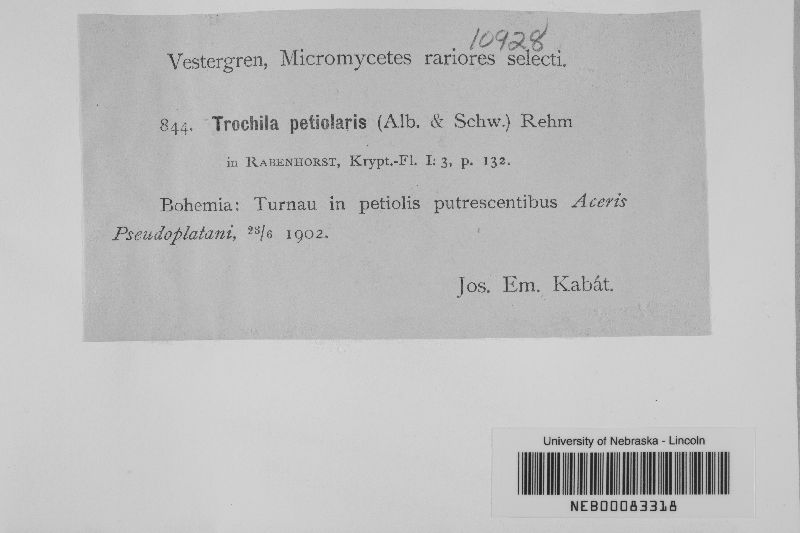 10928
Vestergren, Micromycetes rariores selecti.
844. Trochila petiolaris (Alb. & Schw.) Rehm
in RABENHORST, Krypt.-Fl. I: 3, p. 132.
Bohemia: Turnau in petiolis putrescentibus Aceris
Pseudoplatani, 28/6 1902.
Jos. Em. Kabát.
University of Nebraska - Lincoln
NEB00083318